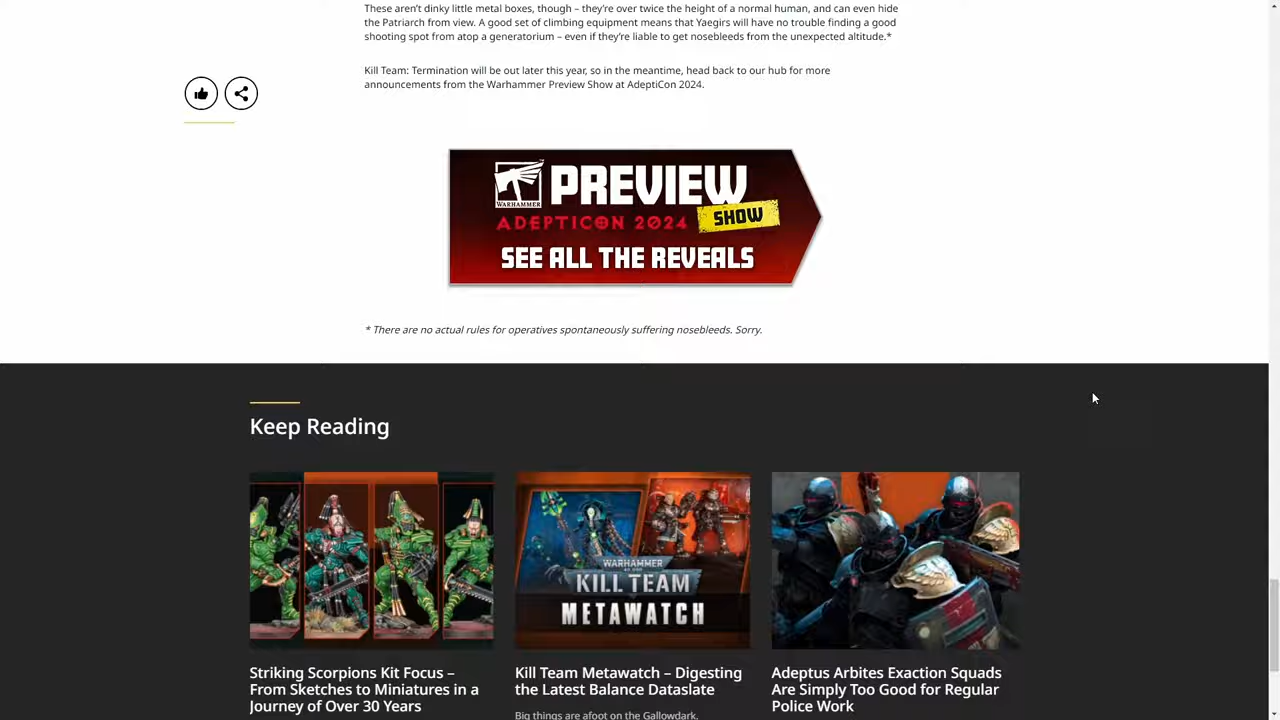 These aren't dinky little metal boxes, though – they're over twice the height of a normal human, and can even hide
the Patriarch from view. A good set of climbing equipment means that Yaegirs will have no trouble finding a good
shooting spot from atop a generatorium – even if they're liable to get nosebleeds from the unexpected altitude.*
Kill Team: Termination will be out later this year, so in the meantime, head back to our hub for more
announcements from the Warhammer Preview Show at AdeptiCon 2024.
WARHAMMER
PREVIEW
ADEPTICON 2024
SHOW
SEE ALL THE REVEALS
* There are no actual rules for operatives spontaneously suffering nosebleeds. Sorry.
Keep Reading
WARHAMMER
KILL TEAM
METAWATCH
Striking Scorpions Kit Focus –
From Sketches to Miniatures in a
Journey of Over 30 Years
Kill Team Metawatch – Digesting
the Latest Balance Dataslate
Big things are afoot on the Gallowdark.
Adeptus Arbites Exaction Squads
Are Simply Too Good for Regular
Police Work